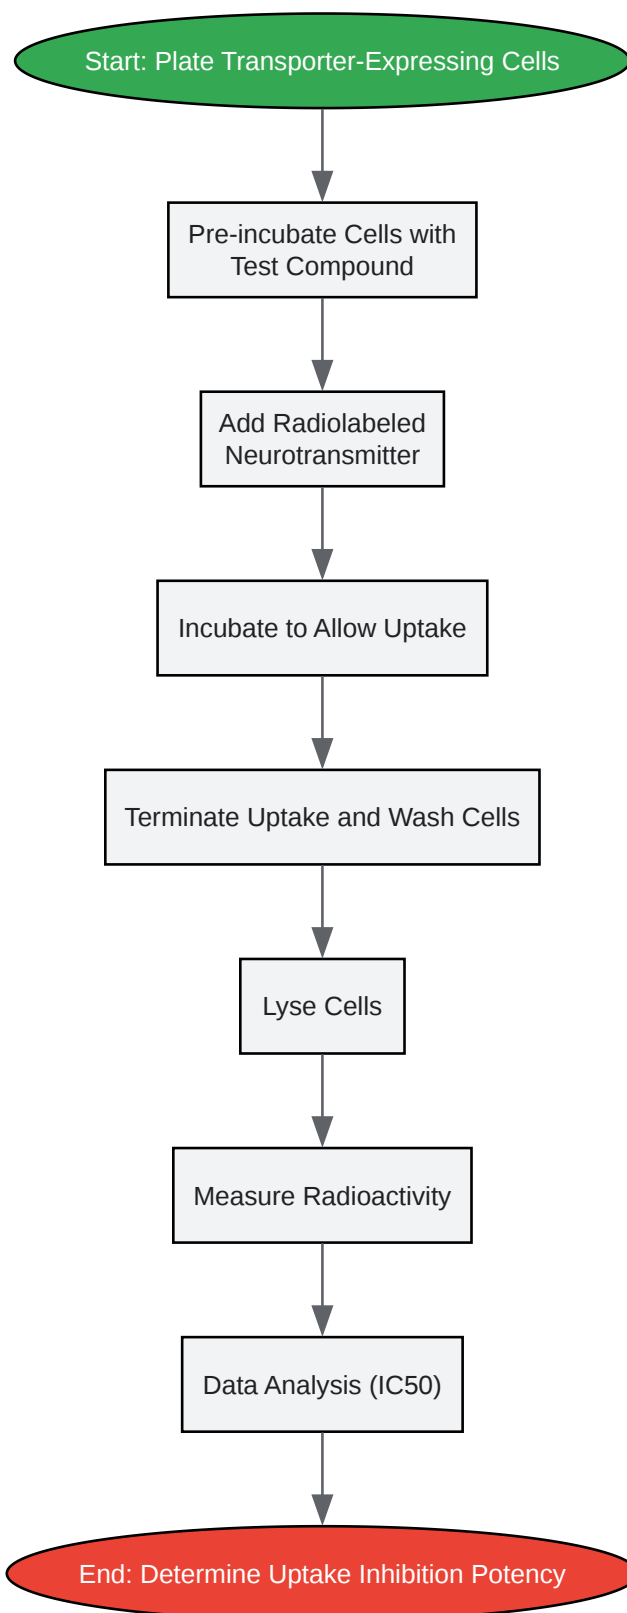 Start: Plate Transporter-Expressing Cells
Pre-incubate Cells with
Test Compound
Add Radiolabeled
Neurotransmitter
Incubate to Allow Uptake
Terminate Uptake and Wash Cells
Lyse Cells
Measure Radioactivity
Data Analysis (IC50)
End: Determine Uptake Inhibition Potency